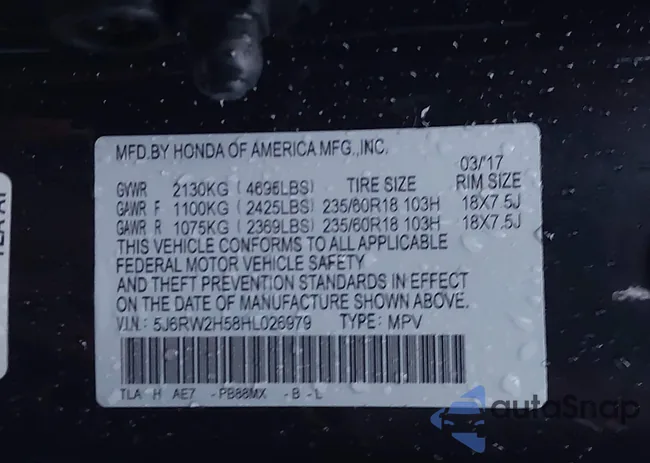 MFD.BY HONDA OF AMERICA MFG.,INC.
03/'17
GVWR 2130KG ( 4696LBS) TIRE SIZE RIM SIZE
GAWR F 1100KG ( 2425LBS) 235/60R18 103H 18X7.5J
GAWR R 1075KG ( 2369LBS) 235/60R18 103H 18X7.5J
THIS VEHICLE CONFORMS TO ALL APPLICABLE
FEDERAL MOTOR VEHICLE SAFETY
AND THEFT PREVENTION STANDARDS IN EFFECT
ON THE DATE OF MANUFACTURE SHOWN ABOVE.
V.I.N.: 5J6RW2H58HL026979 TYPE: MPV
TLA H AE7 -PB88MX -B -L
autoSnap